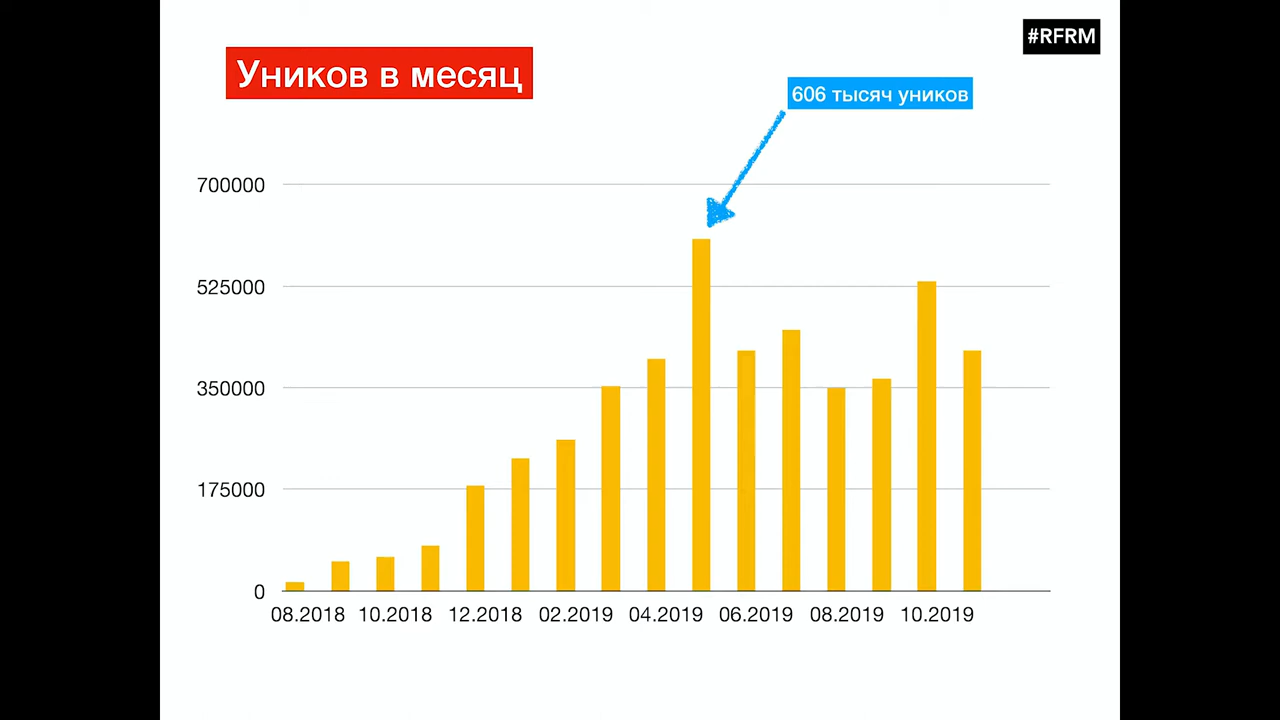 #RFRM
Уников в месяц
606 тысяч уников
700000
525000
350000
175000
0
08.2018 10.2018 12.2018 02.2019 04.2019 06.2019 08.2019 10.2019